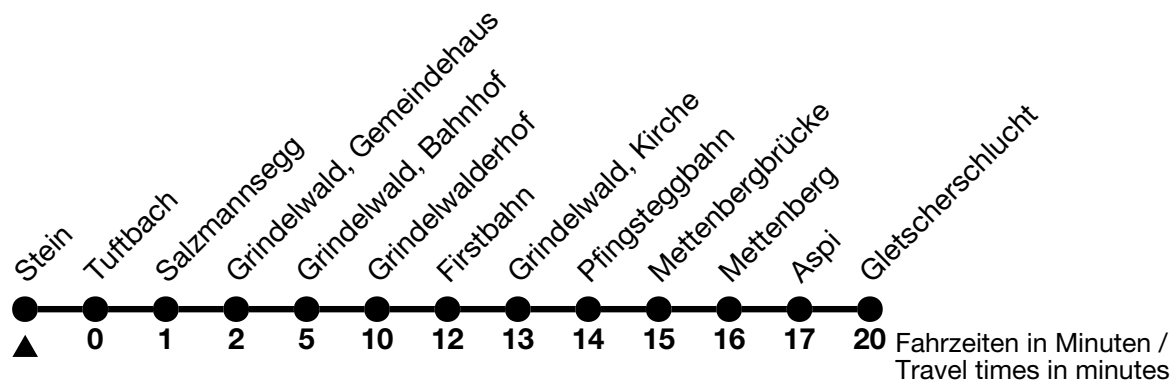 Stein
Tuftbach
Salzmannsegg
Grindelwald, Gemeindehaus
Grindelwald, Bahnhof
Grindelwalderhof
Firstbahn
Grindelwald, Kirche
Pfingsteggbahn
Mettenbergbrücke
Mettenberg
Aspi
Gletscherschlucht
0 1 2 5 10 12 13 14 15 16 17 20 Fahrzeiten in Minuten /
Travel times in minutes